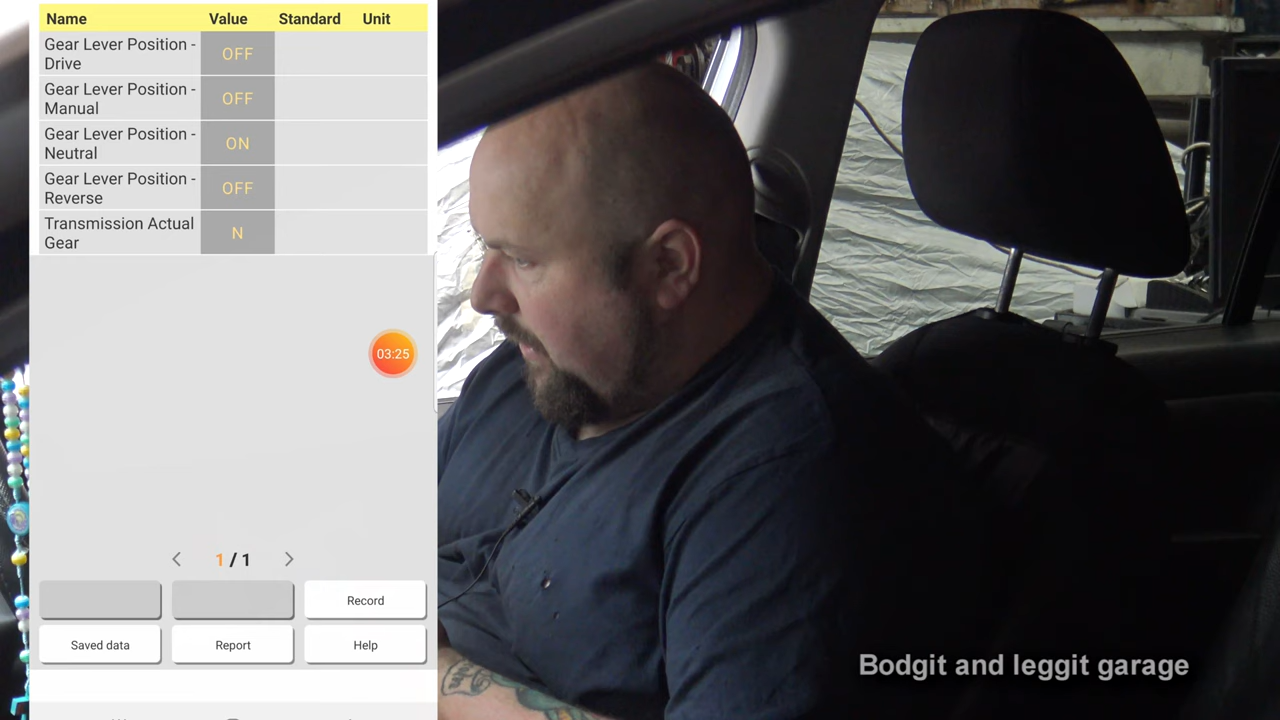 Name Value Standard Unit
Gear Lever Position -
Drive
OFF
Gear Lever Position -
Manual
OFF
Gear Lever Position -
Neutral
ON
Gear Lever Position -
Reverse
OFF
Transmission Actual
Gear
N
03:25
1 / 1
Record
Saved data Report Help
Bodgit and leggit garage